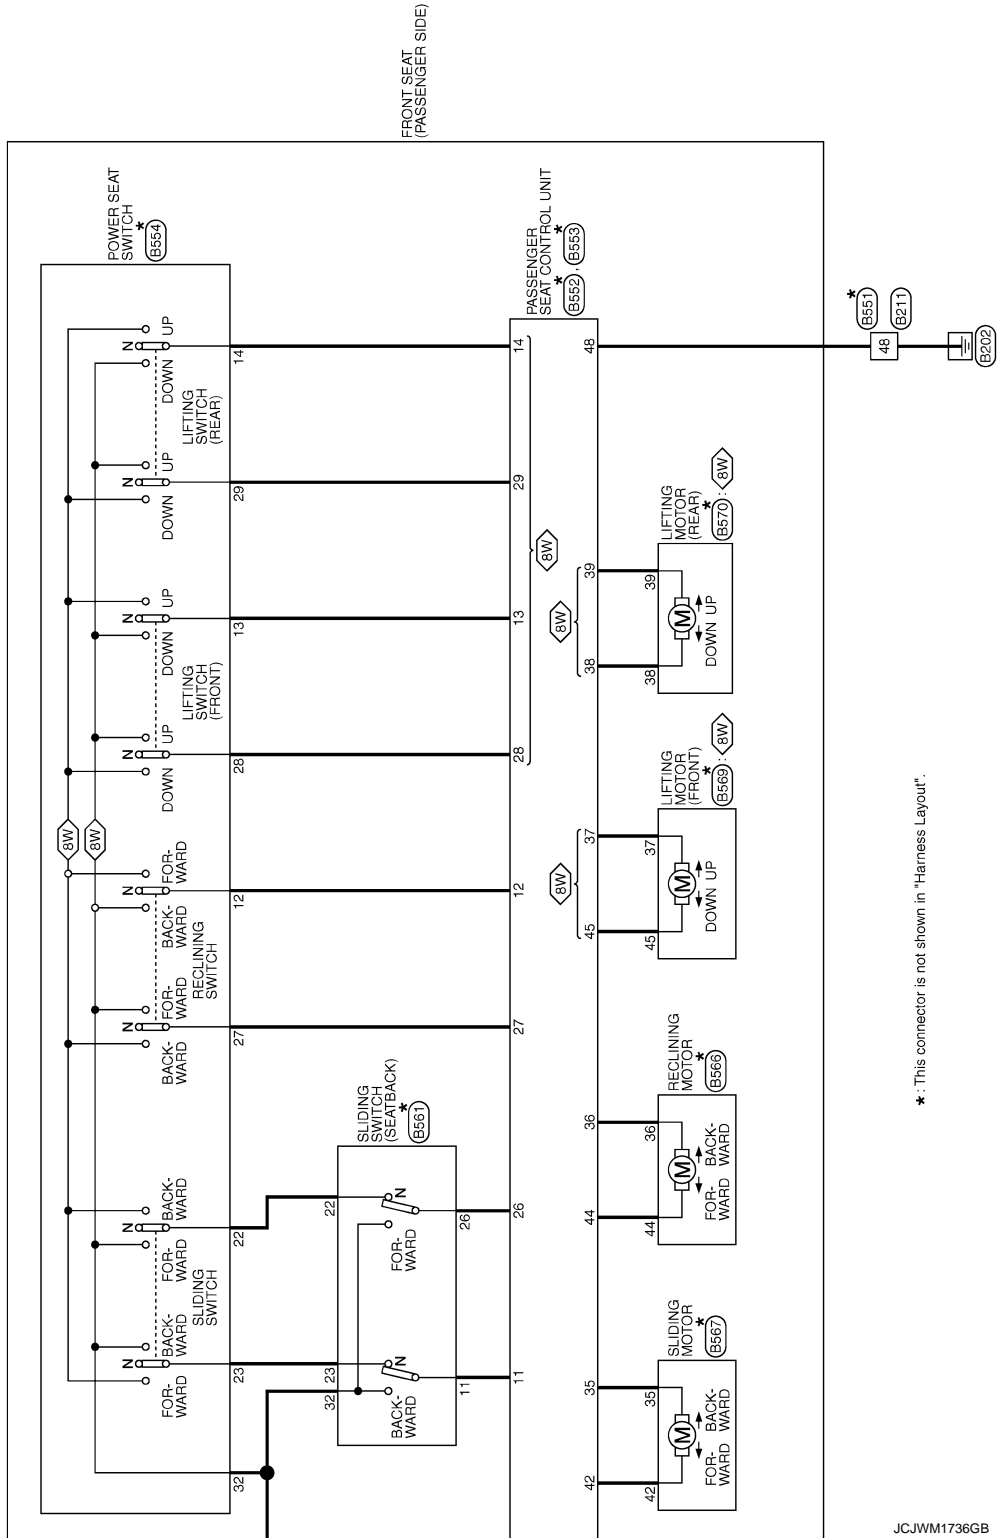 FRONT SEAT
(PASSENGER SIDE)
POWER SEAT
SWITCH
*
B554
8W
8W
N
FOR-
WARD
BACK-
WARD
23
SLIDING
SWITCH
N
FOR-
WARD
BACK-
WARD
22
N
BACK-
WARD
FOR-
WARD
27
RECLINING
SWITCH
N
BACK-
WARD
FOR-
WARD
12
N
DOWN
UP
28
LIFTING
SWITCH
(FRONT)
N
DOWN
UP
13
N
DOWN
UP
29
LIFTING
SWITCH
(REAR)
N
DOWN
UP
14
32
SLIDING
SWITCH
(SEATBACK)
*
B561
32
23
22
N
BACK-
WARD
11
N
FOR-
WARD
26
PASSENGER
SEAT CONTROL UNIT
*
B552
,
*
B553
11
26
27
12
28
13
29
14
8W
42
35
44
36
45
37
38
39
48
8W
8W
SLIDING
MOTOR
*
B567
42
35
M
FOR-
WARD
BACK-
WARD
RECLINING
MOTOR
*
B566
44
36
M
FOR-
WARD
BACK-
WARD
LIFTING
MOTOR
(FRONT)
*
B569
:
8W
45
37
M
DOWN UP
LIFTING
MOTOR
(REAR)
*
B570
:
8W
38
39
M
DOWN UP
*
B551
B211
48
B202
* : This connector is not shown in "Harness Layout".
JCJWM1736GB